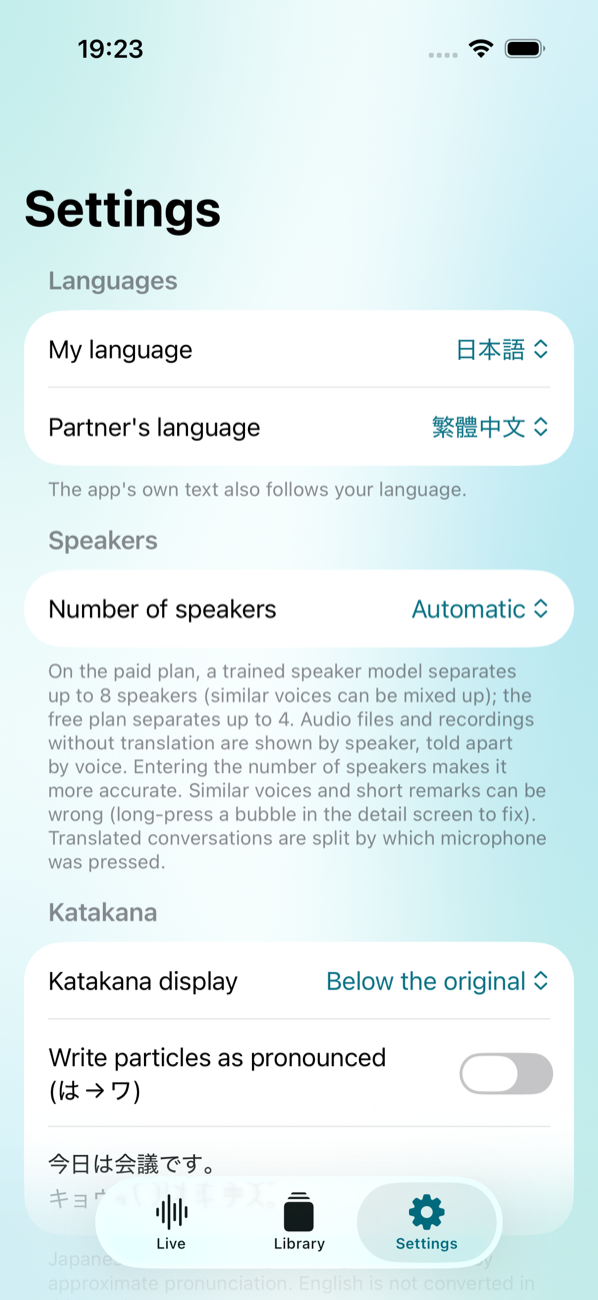 19:23
Settings
Languages
My language 日本語
Partner's language 繁體中文
The app's own text also follows your language.
Speakers
Number of speakers Automatic
On the paid plan, a trained speaker model separates
up to 8 speakers (similar voices can be mixed up); the
free plan separates up to 4. Audio files and recordings
without translation are shown by speaker, told apart
by voice. Entering the number of speakers makes it
more accurate. Similar voices and short remarks can be
wrong (long-press a bubble in the detail screen to fix).
Translated conversations are split by which microphone
was pressed.
Katakana
Katakana display Below the original
Write particles as pronounced
(は → ワ)
今日は会議です。
キョウ
Live Library Settings
approximate pronunciation. English is not converted in